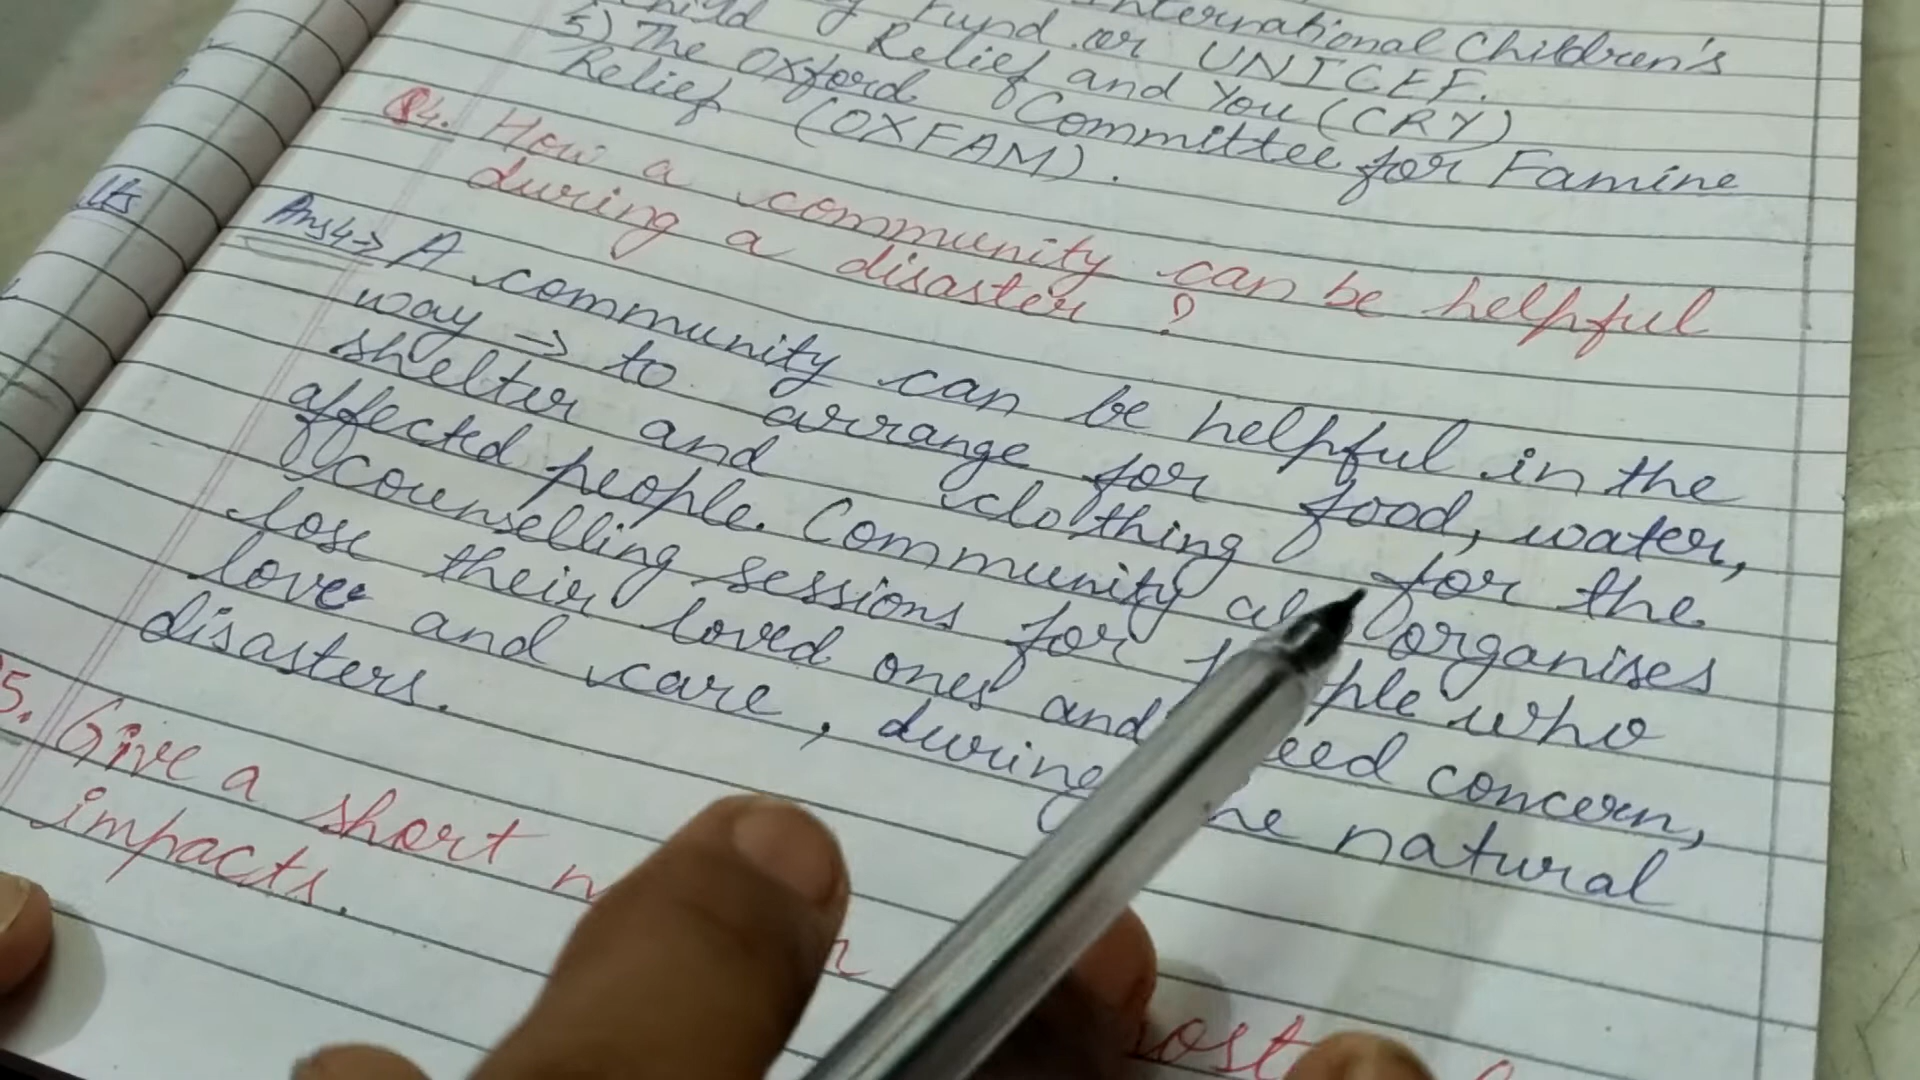 International Children's
Fund or UNICEF.
Child Relief and You (CRY)
5) The Oxford Committee for Famine
Relief (OXFAM).
Q4. How a community can be helpful
during a disaster ?
Ans4→ A community can be helpful in the
way → to arrange for food, water,
shelter and clothing for the
affected people. Community also organises
counselling sessions for people who
lose their loved ones and need concern,
love and care, during the natural
disasters.
5. Give a short
impacts.